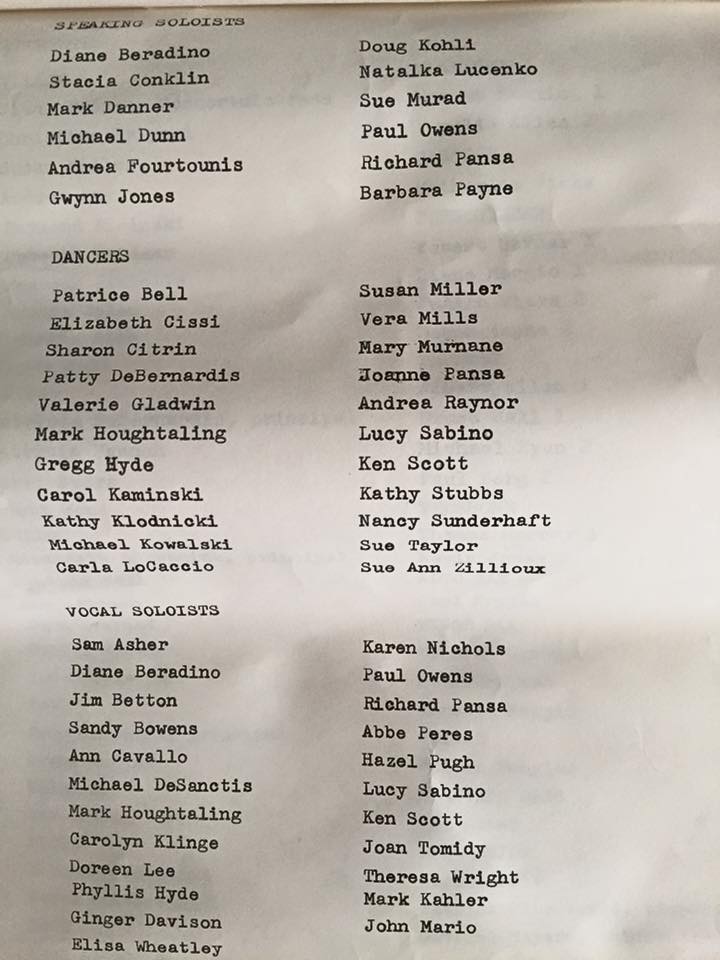 SPEAKING SOLOISTS
Diane Beradino
Stacia Conklin
Mark Danner
Michael Dunn
Andrea Fourtounis
Gwynn Jones
Doug Kohli
Natalka Lucenko
Sue Murad
Paul Owens
Richard Pansa
Barbara Payne
DANCERS
Patrice Bell
Elizabeth Cissi
Sharon Citrin
Patty DeBernardis
Valerie Gladwin
Mark Houghtaling
Gregg Hyde
Carol Kaminski
Kathy Klodnicki
Michael Kowalski
Carla LoCaccio
Susan Miller
Vera Mills
Mary Murnane
Joanne Pansa
Andrea Raynor
Lucy Sabino
Ken Scott
Kathy Stubbs
Nancy Sunderhaft
Sue Taylor
Sue Ann Zillioux
VOCAL SOLOISTS
Sam Asher
Diane Beradino
Jim Betton
Sandy Bowens
Ann Cavallo
Michael DeSanctis
Mark Houghtaling
Carolyn Klinge
Doreen Lee
Phyllis Hyde
Ginger Davison
Elisa Wheatley
Karen Nichols
Paul Owens
Richard Pansa
Abbe Peres
Hazel Pugh
Lucy Sabino
Ken Scott
Joan Tomidy
Theresa Wright
Mark Kahler
John Mario